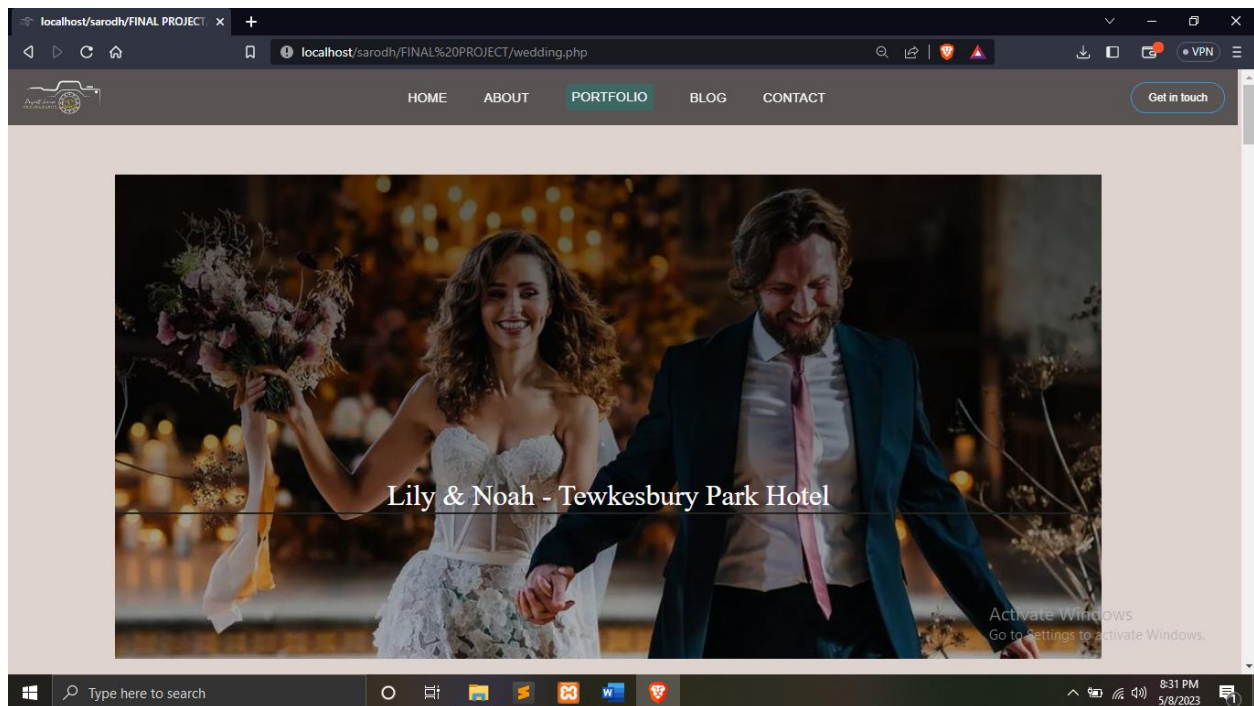 localhost/sarodh/FINAL PROJECT/
localhost/sarodh/FINAL%20PROJECT/wedding.php
VPN
HOME ABOUT PORTFOLIO BLOG CONTACT
Get in touch
Lily & Noah - Tewkesbury Park Hotel
Activate Windows
Go to Settings to activate Windows.
Type here to search
W
8:31 PM
5/8/2023
1